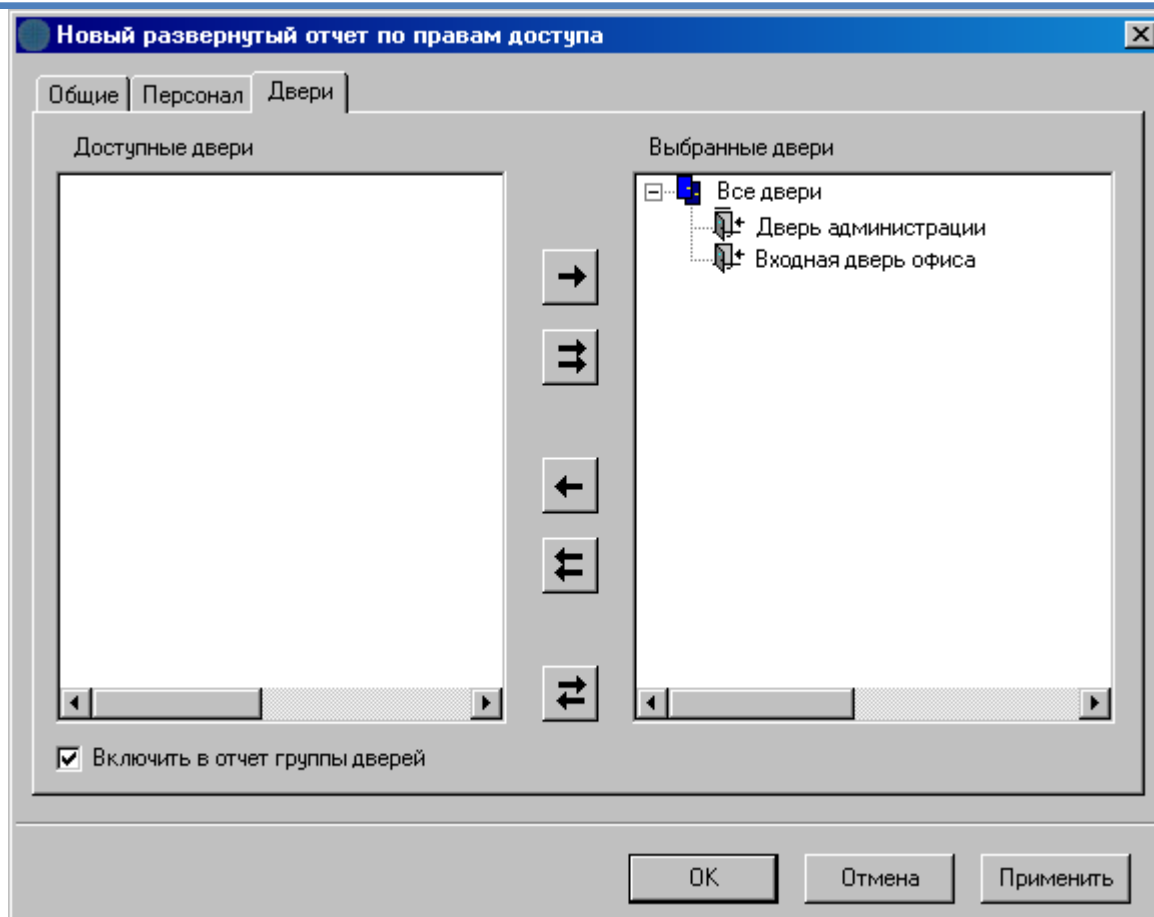 Новый развернутый отчет по правам доступа
Общие Персонал Двери
Доступные двери
Выбранные двери
Все двери
Дверь администрации
Входная дверь офиса
Включить в отчет группы дверей
ОК Отмена Применить